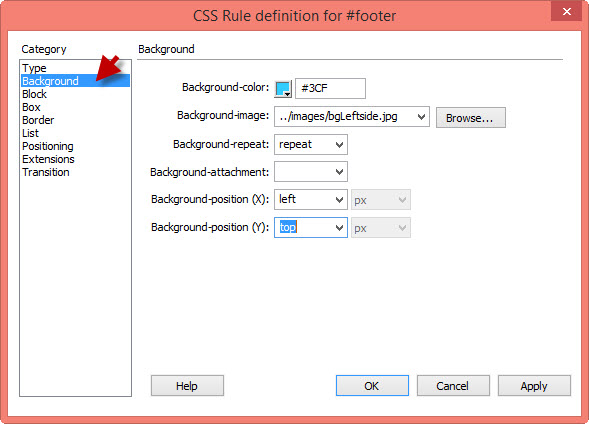 CSS Rule definition for #footer
Category
Type
Background
Block
Box
Border
List
Positioning
Extensions
Transition
Background
Background-color: #3CF
Background-image: ../images/bgLeftside.jpg Browse...
Background-repeat: repeat
Background-attachment:
Background-position (X): left px
Background-position (Y): top px
Help OK Cancel Apply